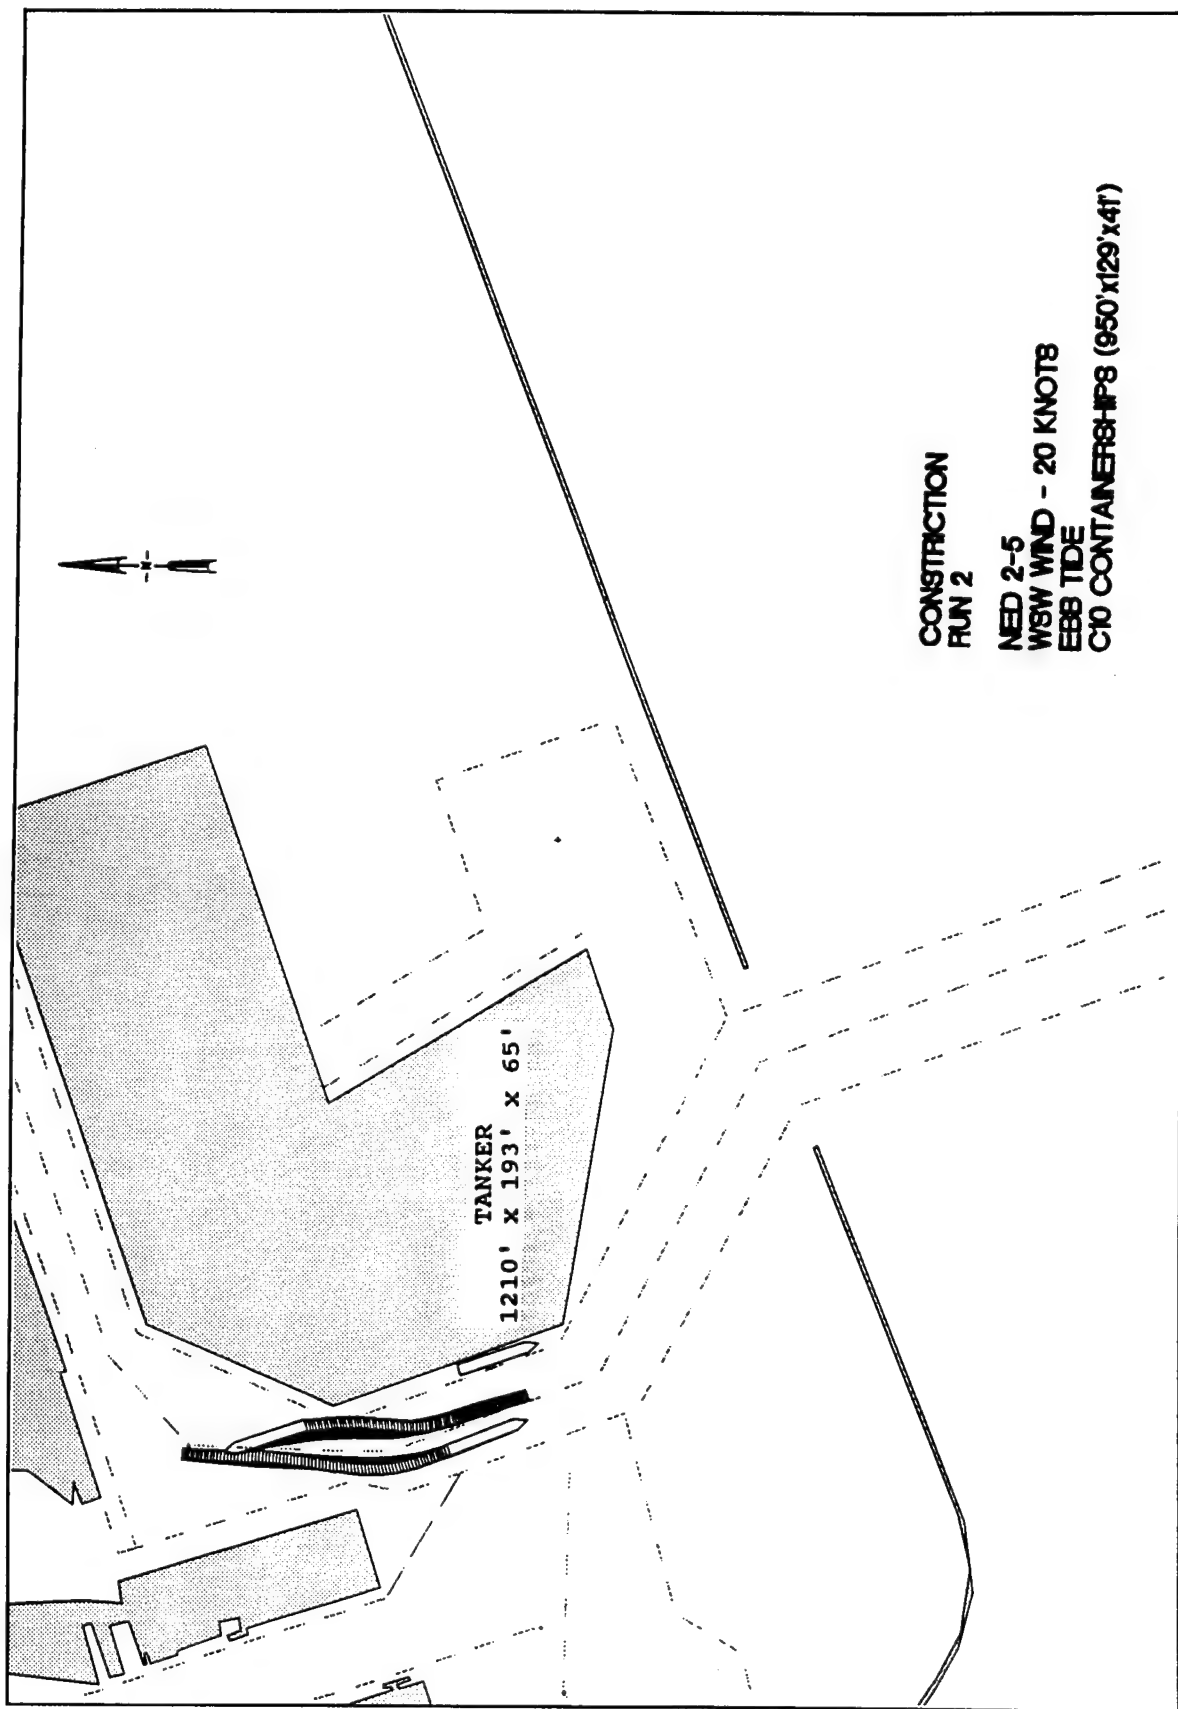 TANKER
1210' x 193' x 65'
CONSTRICTION
RUN 2
NED 2-5
WSW WIND - 20 KNOTS
EBB TIDE
C10 CONTAINERSHIPS (950'x129'x41')